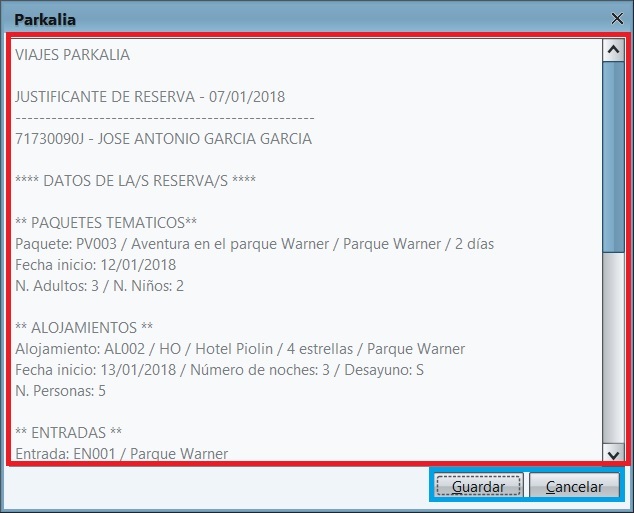 Parkalia
VIAJES PARKALIA
JUSTIFICANTE DE RESERVA - 07/01/2018
--------------------------------------------------
71730090J - JOSE ANTONIO GARCIA GARCIA
**** DATOS DE LA/S RESERVA/S ****
** PAQUETES TEMATICOS**
Paquete: PV003 / Aventura en el parque Warner / Parque Warner / 2 días
Fecha inicio: 12/01/2018
N. Adultos: 3 / N. Niños: 2
** ALOJAMIENTOS **
Alojamiento: AL002 / HO / Hotel Piolin / 4 estrellas / Parque Warner
Fecha inicio: 13/01/2018 / Número de noches: 3 / Desayuno: S
N. Personas: 5
** ENTRADAS **
Entrada: EN001 / Parque Warner
Guardar Cancelar